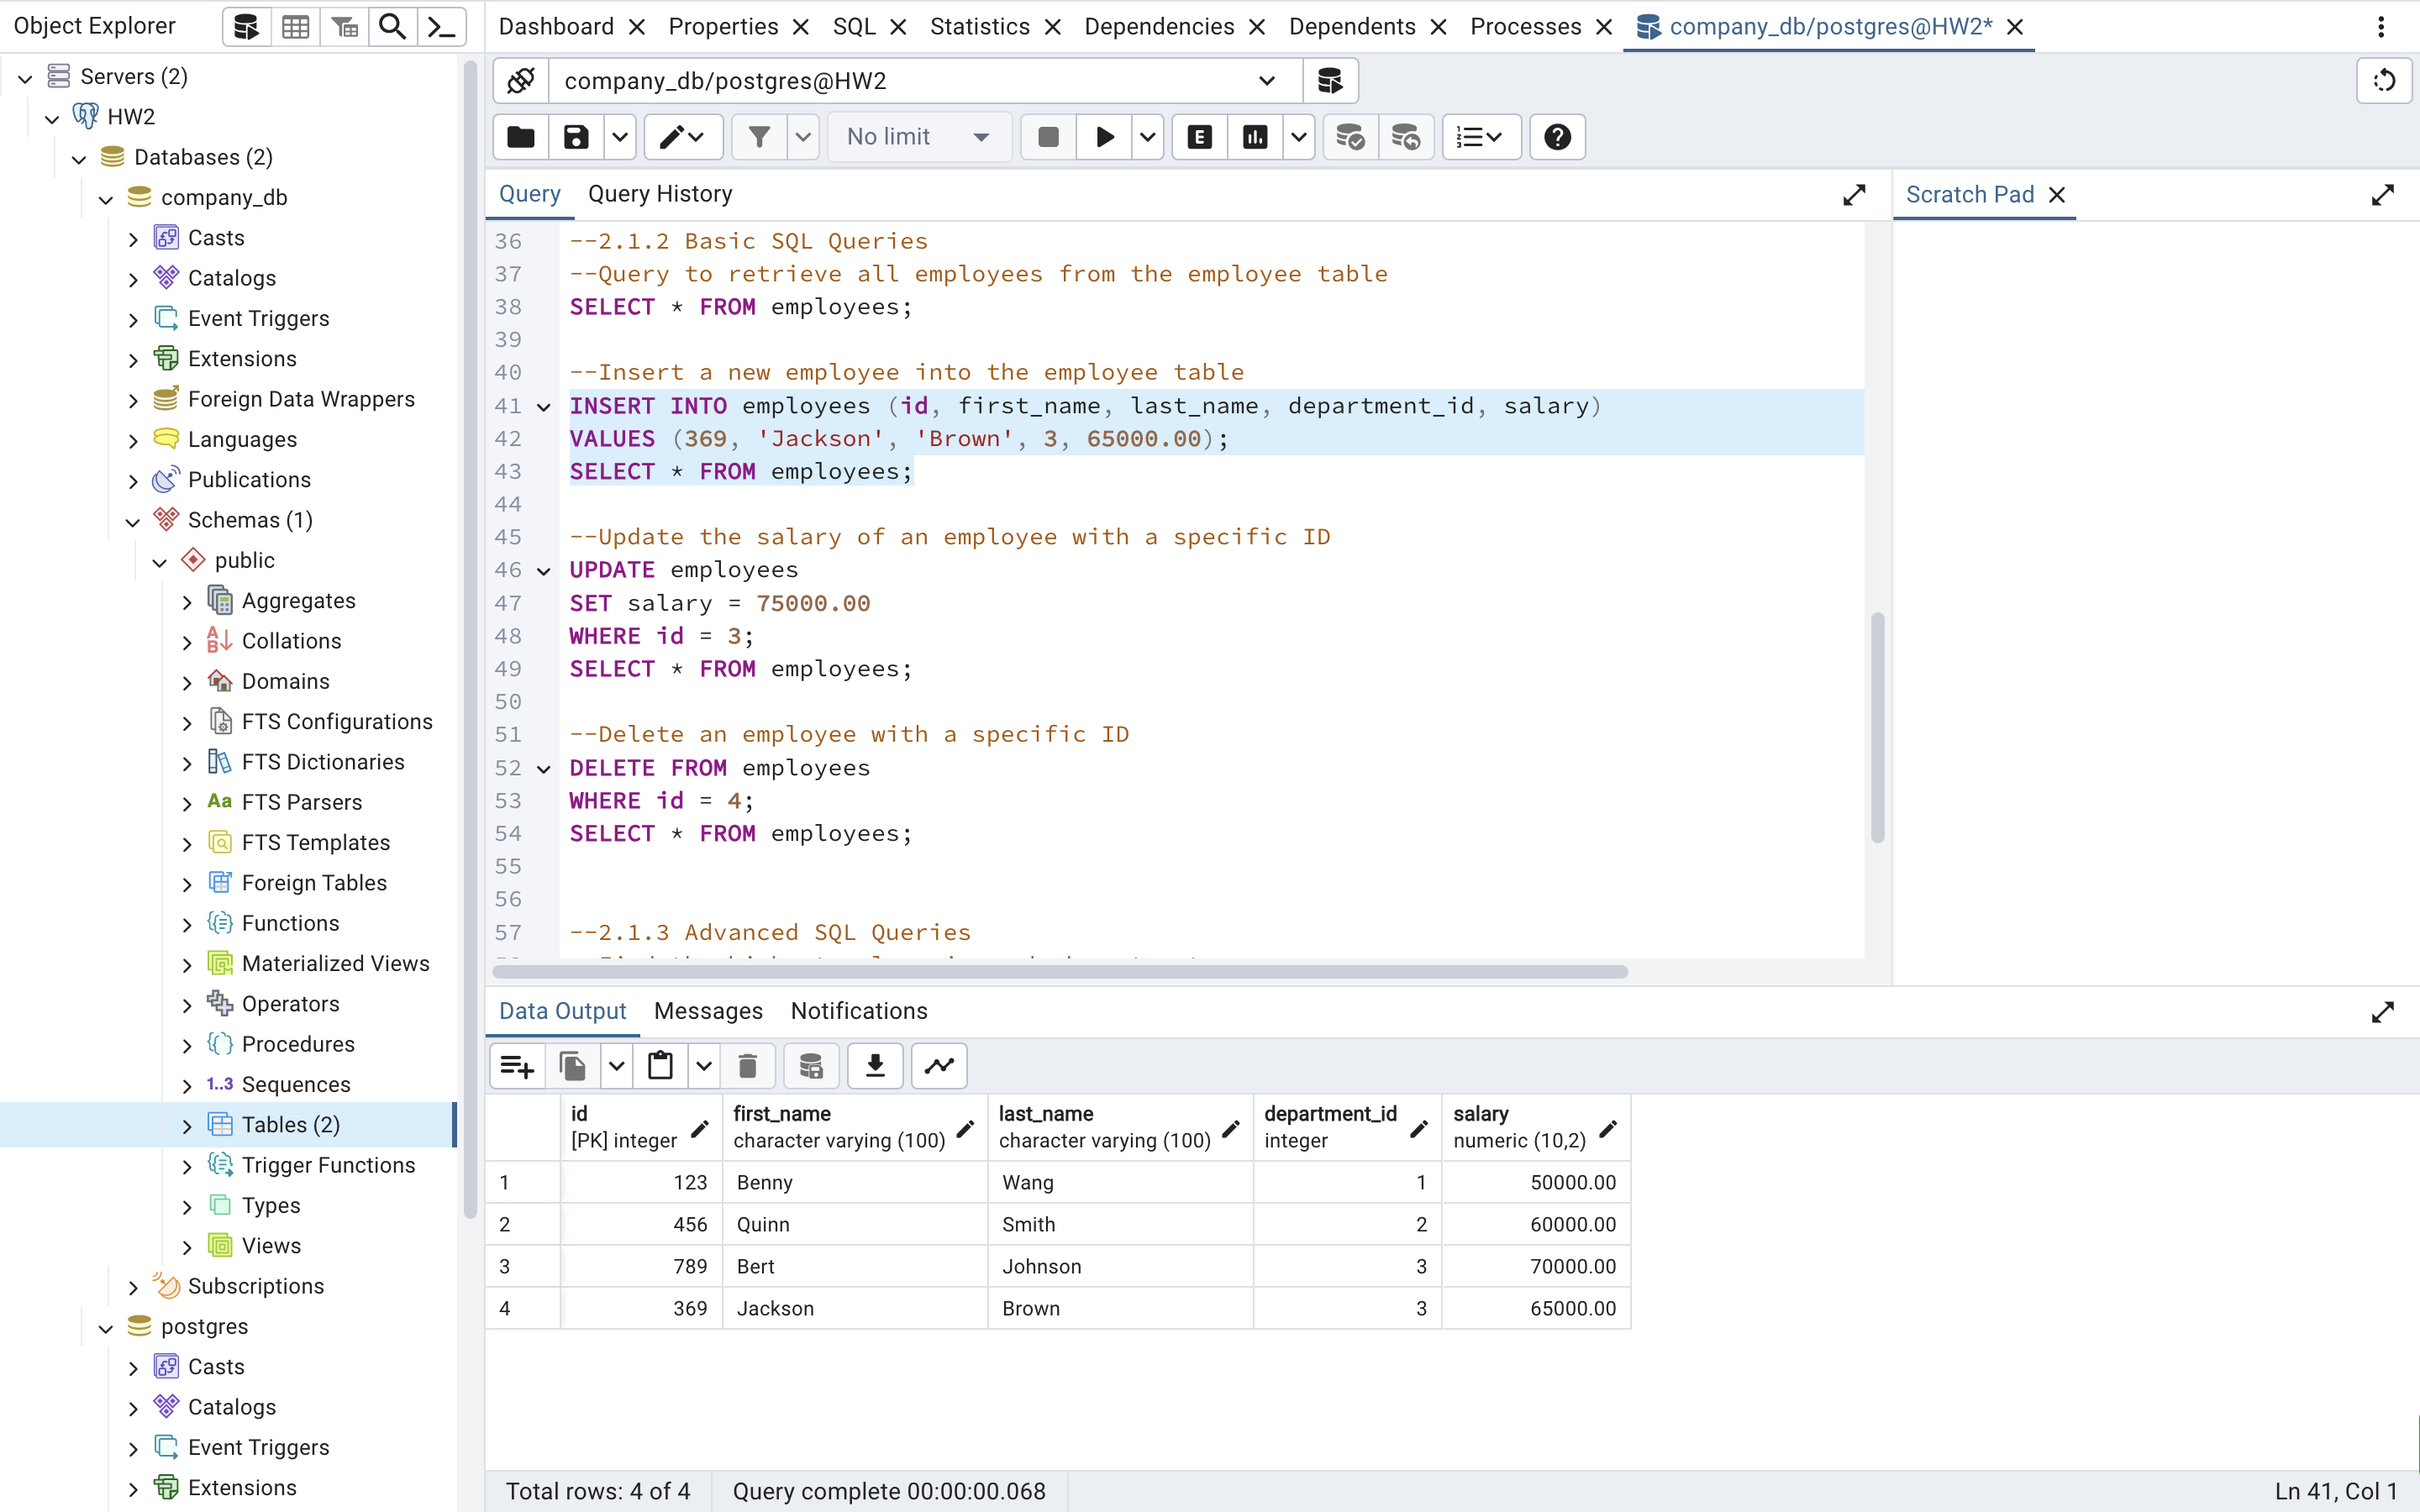 Object Explorer
Servers (2)
HW2
Databases (2)
company_db
Casts
Catalogs
Event Triggers
Extensions
Foreign Data Wrappers
Languages
Publications
Schemas (1)
public
Aggregates
Collations
Domains
FTS Configurations
FTS Dictionaries
Aa FTS Parsers
FTS Templates
Foreign Tables
Functions
Materialized Views
Operators
Procedures
1..3 Sequences
Tables (2)
Trigger Functions
Types
Views
Subscriptions
postgres
Casts
Catalogs
Event Triggers
Extensions
Dashboard Properties SQL Statistics Dependencies Dependents Processes company_db/postgres@HW2*
company_db/postgres@HW2
No limit E
Query Query History
Scratch Pad
36 --2.1.2 Basic SQL Queries
37 --Query to retrieve all employees from the employee table
38 SELECT * FROM employees;
39
40 --Insert a new employee into the employee table
41 INSERT INTO employees (id, first_name, last_name, department_id, salary)
42 VALUES (369, 'Jackson', 'Brown', 3, 65000.00);
43 SELECT * FROM employees;
44
45 --Update the salary of an employee with a specific ID
46 UPDATE employees
47 SET salary = 75000.00
48 WHERE id = 3;
49 SELECT * FROM employees;
50
51 --Delete an employee with a specific ID
52 DELETE FROM employees
53 WHERE id = 4;
54 SELECT * FROM employees;
55
56
57 --2.1.3 Advanced SQL Queries
Data Output Messages Notifications
id first_name last_name department_id salary
[PK] integer character varying (100) character varying (100) integer numeric (10,2)
1 123 Benny Wang 1 50000.00
2 456 Quinn Smith 2 60000.00
3 789 Bert Johnson 3 70000.00
4 369 Jackson Brown 3 65000.00
Total rows: 4 of 4 Query complete 00:00:00.068 Ln 41, Col 1